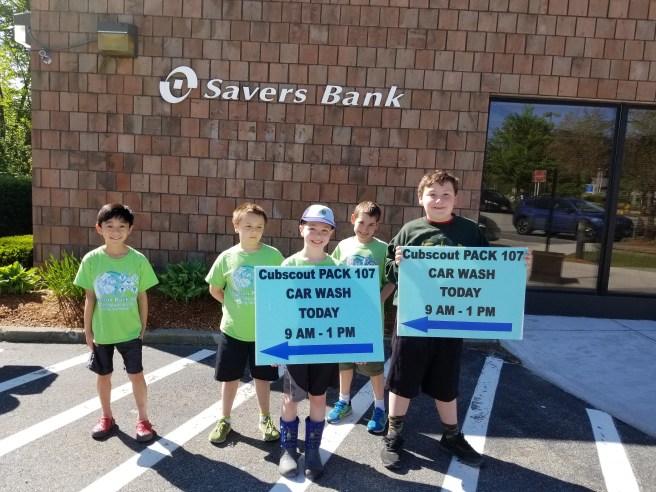 Savers Bank
Cubscout PACK 107
CAR WASH
TODAY
9 AM - 1 PM
Cubscout PACK 107
CAR WASH
TODAY
9 AM - 1 PM